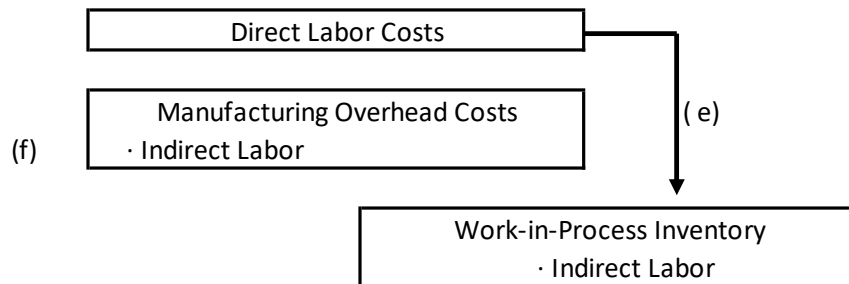 Direct Labor Costs
Manufacturing Overhead Costs
( e)
(f)
· Indirect Labor
Work-in-Process Inventory
· Indirect Labor